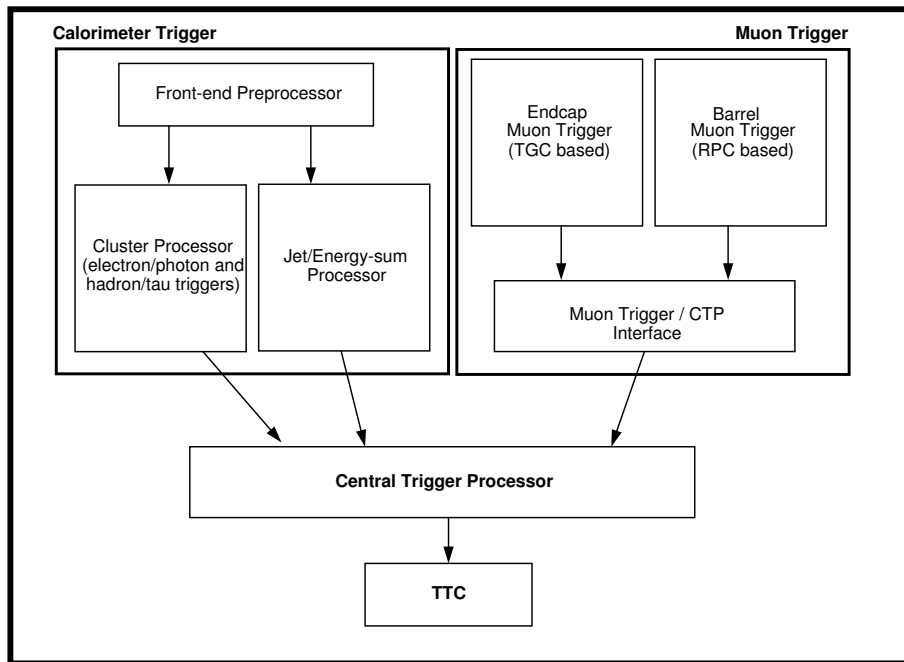 Calorimeter Trigger
Muon Trigger
Front-end Preprocessor
Endcap
Muon Trigger
(TGC based)
Barrel
Muon Trigger
(RPC based)
Cluster Processor
(electron/photon and
hadron/tau triggers)
Jet/Energy-sum
Processor
Muon Trigger / CTP
Interface
Central Trigger Processor
TTC